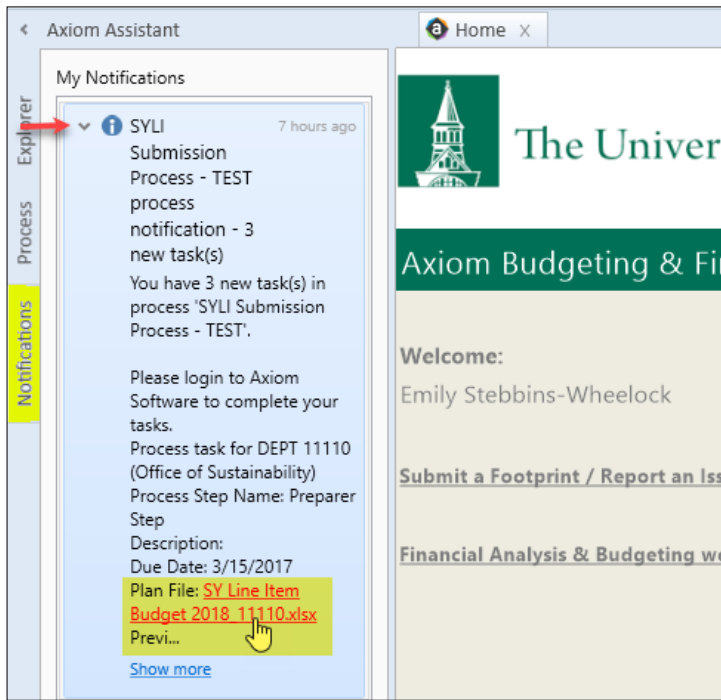 Axiom Assistant
Home
My Notifications
Explorer
Process
Notifications
SYLI
7 hours ago
Submission
Process - TEST
process
notification - 3
new task(s)
You have 3 new task(s) in
process 'SYLI Submission
Process - TEST'.
Please login to Axiom
Software to complete your
tasks.
Process task for DEPT 11110
(Office of Sustainability)
Process Step Name: Preparer
Step
Description:
Due Date: 3/15/2017
Plan File: SY Line Item
Budget 2018_11110.xlsx
Previ...
Show more
The Univer
Axiom Budgeting & Fi
Welcome:
Emily Stebbins-Wheelock
Submit a Footprint / Report an Iss
Financial Analysis & Budgeting we